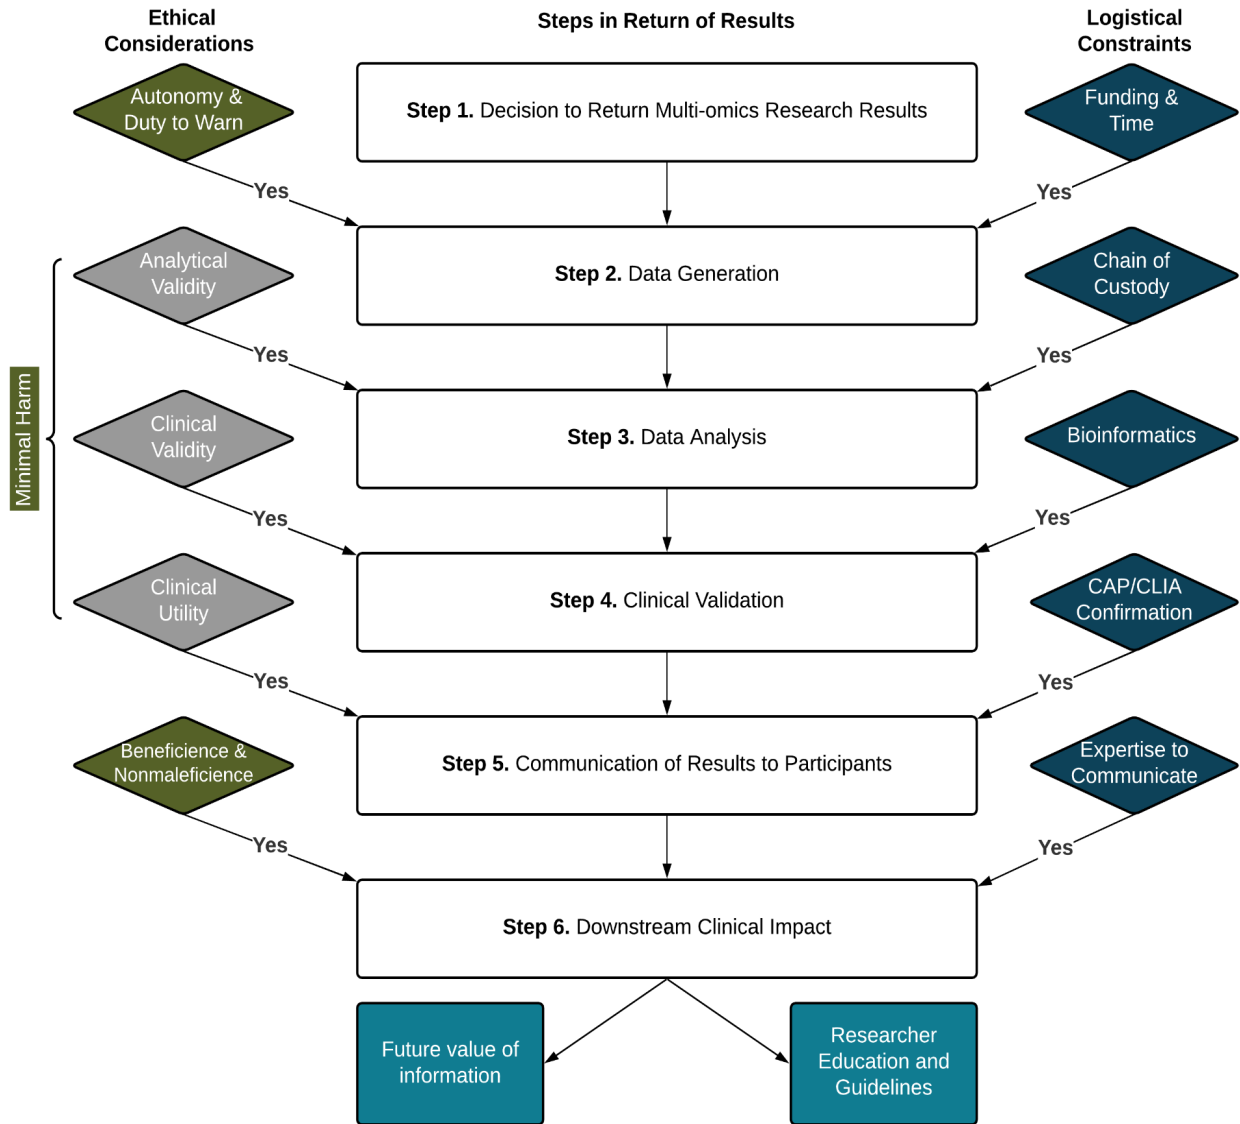 Ethical
Considerations
Steps in Return of Results
Logistical
Constraints
Autonomy &
Duty to Warn
Step 1. Decision to Return Multi-omics Research Results
Funding &
Time
Yes
Yes
Analytical
Validity
Step 2. Data Generation
Chain of
Custody
Yes
Yes
Minimal Harm
Clinical
Validity
Step 3. Data Analysis
Bioinformatics
Yes
Yes
Clinical
Utility
Step 4. Clinical Validation
CAP/CLIA
Confirmation
Yes
Yes
Beneficience &
Nonmaleficience
Step 5. Communication of Results to Participants
Expertise to
Communicate
Yes
Yes
Step 6. Downstream Clinical Impact
Future value of
information
Researcher
Education and
Guidelines